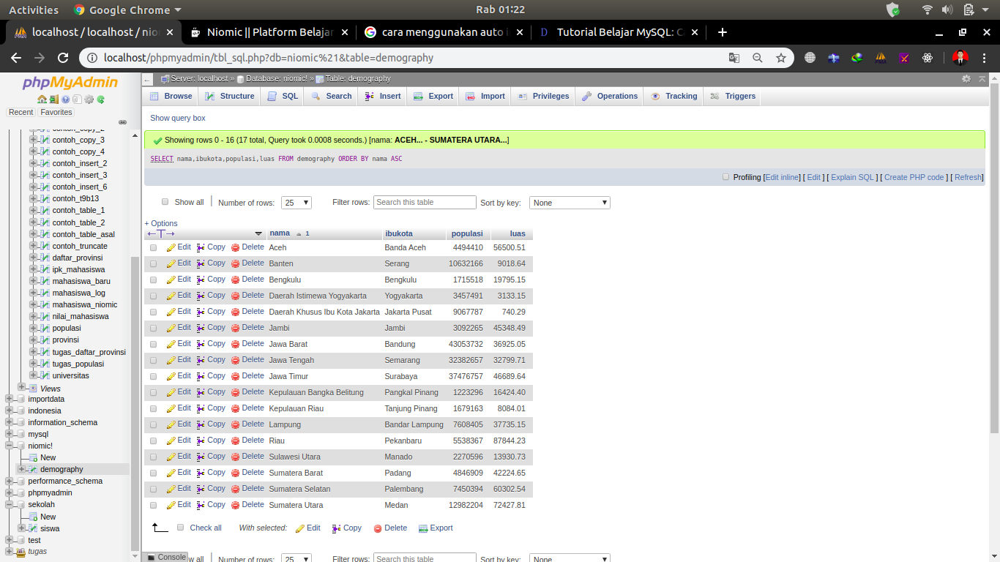 Activities Google Chrome Rab 01:22
localhost / localhost / nio Niomic || Platform Belajar cara menggunakan auto i D Tutorial Belajar MySQL: C
localhost/phpmyadmin/tbl_sql.php?db=niomic%21&table=demography
phpMyAdmin
Recent Favorites
contoh_copy_2
contoh_copy_3
contoh_copy_4
contoh_insert_2
contoh_insert_3
contoh_insert_6
contoh_t9b13
contoh_table_1
contoh_table_2
contoh_table_asal
contoh_truncate
daftar_provinsi
ipk_mahasiswa
mahasiswa_baru
mahasiswa_log
mahasiswa_niomic
nilai_mahasiswa
populasi
provinsi
tugas_daftar_provinsi
tugas_populasi
universitas
Views
importdata
indonesia
information_schema
mysql
niomic!
New
demography
performance_schema
phpmyadmin
sekolah
New
siswa
test
tugas
Server: localhost » Database: niomic! » Table: demography
Browse Structure SQL Search Insert Export Import Privileges Operations Tracking Triggers
Show query box
Showing rows 0 - 16 (17 total, Query took 0.0008 seconds.) [nama: ACEH... - SUMATERA UTARA...]
SELECT nama,ibukota,populasi,luas FROM demography ORDER BY nama ASC
Profiling [Edit inline] [ Edit ] [ Explain SQL ] [ Create PHP code ] [ Refresh]
Show all Number of rows: 25 Filter rows: Search this table Sort by key: None
+ Options
←T→ nama 1 ibukota populasi luas
Edit Copy Delete Aceh Banda Aceh 4494410 56500.51
Edit Copy Delete Banten Serang 10632166 9018.64
Edit Copy Delete Bengkulu Bengkulu 1715518 19795.15
Edit Copy Delete Daerah Istimewa Yogyakarta Yogyakarta 3457491 3133.15
Edit Copy Delete Daerah Khusus Ibu Kota Jakarta Jakarta Pusat 9067787 740.29
Edit Copy Delete Jambi Jambi 3092265 45348.49
Edit Copy Delete Jawa Barat Bandung 43053732 36925.05
Edit Copy Delete Jawa Tengah Semarang 32382657 32799.71
Edit Copy Delete Jawa Timur Surabaya 37476757 46689.64
Edit Copy Delete Kepulauan Bangka Belitung Pangkal Pinang 1223296 16424.40
Edit Copy Delete Kepulauan Riau Tanjung Pinang 1679163 8084.01
Edit Copy Delete Lampung Bandar Lampung 7608405 37735.15
Edit Copy Delete Riau Pekanbaru 5538367 87844.23
Edit Copy Delete Sulawesi Utara Manado 2270596 13930.73
Edit Copy Delete Sumatera Barat Padang 4846909 42224.65
Edit Copy Delete Sumatera Selatan Palembang 7450394 60302.54
Edit Copy Delete Sumatera Utara Medan 12982204 72427.81
Check all With selected: Edit Copy Delete Export
Console w all Number of rows: 25 Filter rows: Search this table Sort by key: None